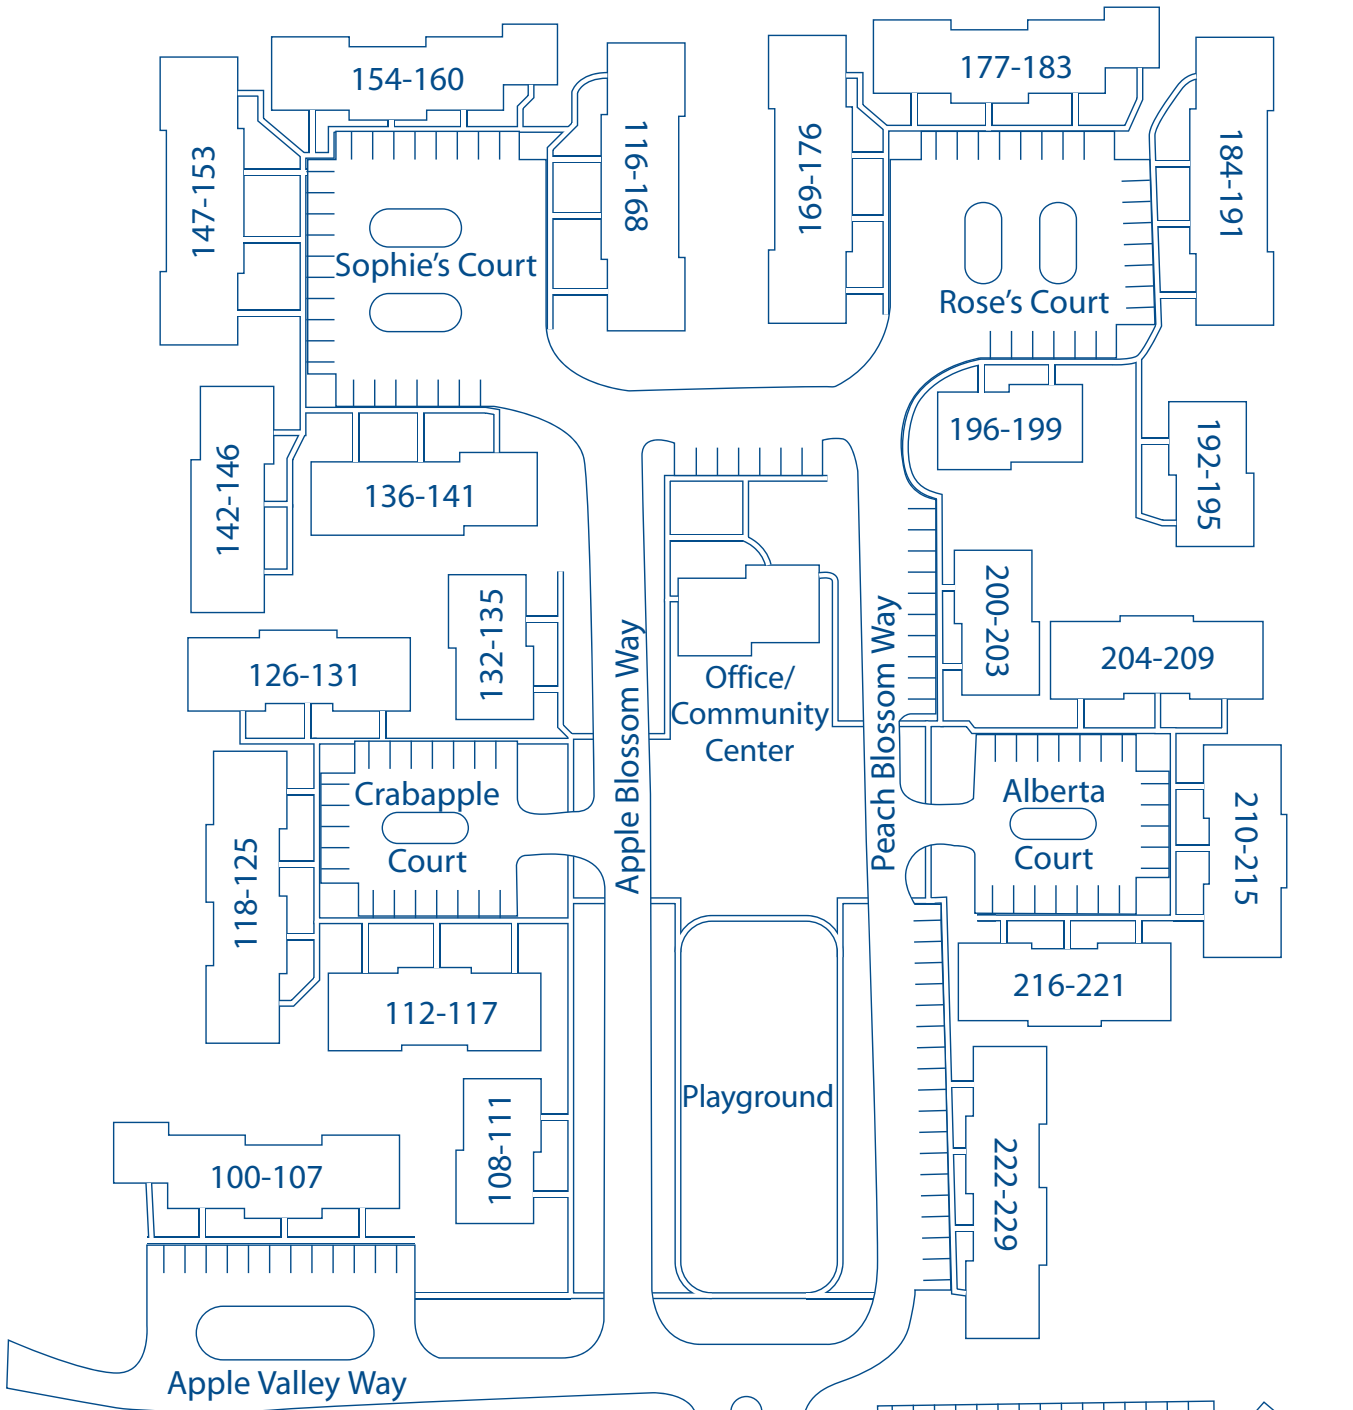 154-160
177-183
147-153
116-168
169-176
184-191
Sophie's Court
Rose's Court
196-199
192-195
142-146
136-141
132-135
200-203
126-131
204-209
Office/
Community
Center
Apple Blossom Way
Peach Blossom Way
Crabapple
Court
Alberta
Court
118-125
210-215
112-117
216-221
Playground
108-111
100-107
222-229
Apple Valley Way